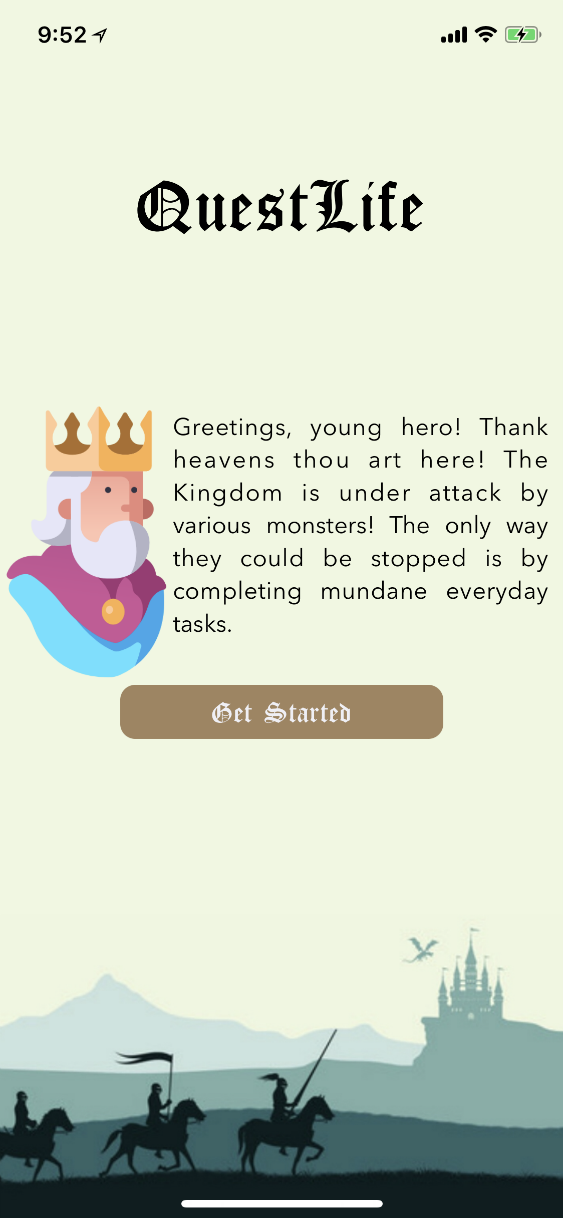 9:52
QuestLife
Greetings, young hero! Thank
heavens thou art here! The
Kingdom is under attack by
various monsters! The only way
they could be stopped is by
completing mundane everyday
tasks.
Get Started